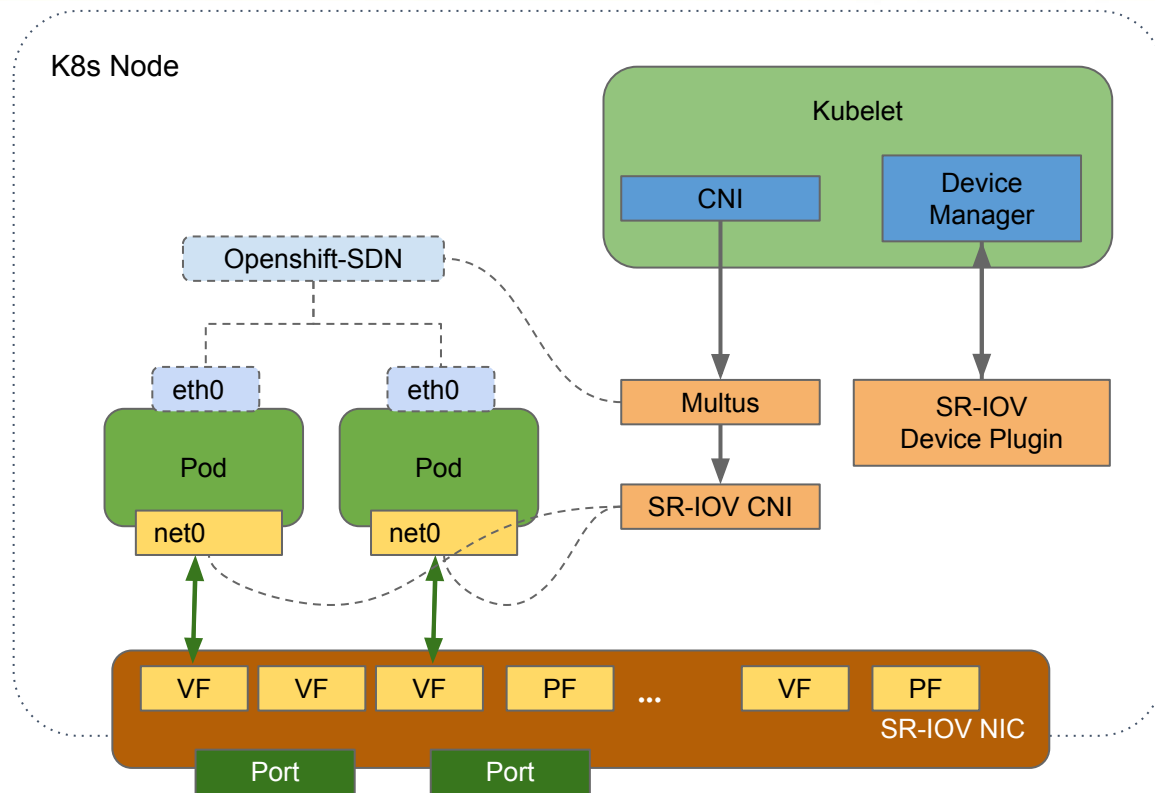 K8s Node
Kubelet
CNI
Device
Manager
Openshift-SDN
eth0
eth0
Multus
SR-IOV
Device Plugin
Pod
Pod
SR-IOV CNI
net0
net0
VF
VF
VF
PF
...
VF
PF
SR-IOV NIC
Port
Port